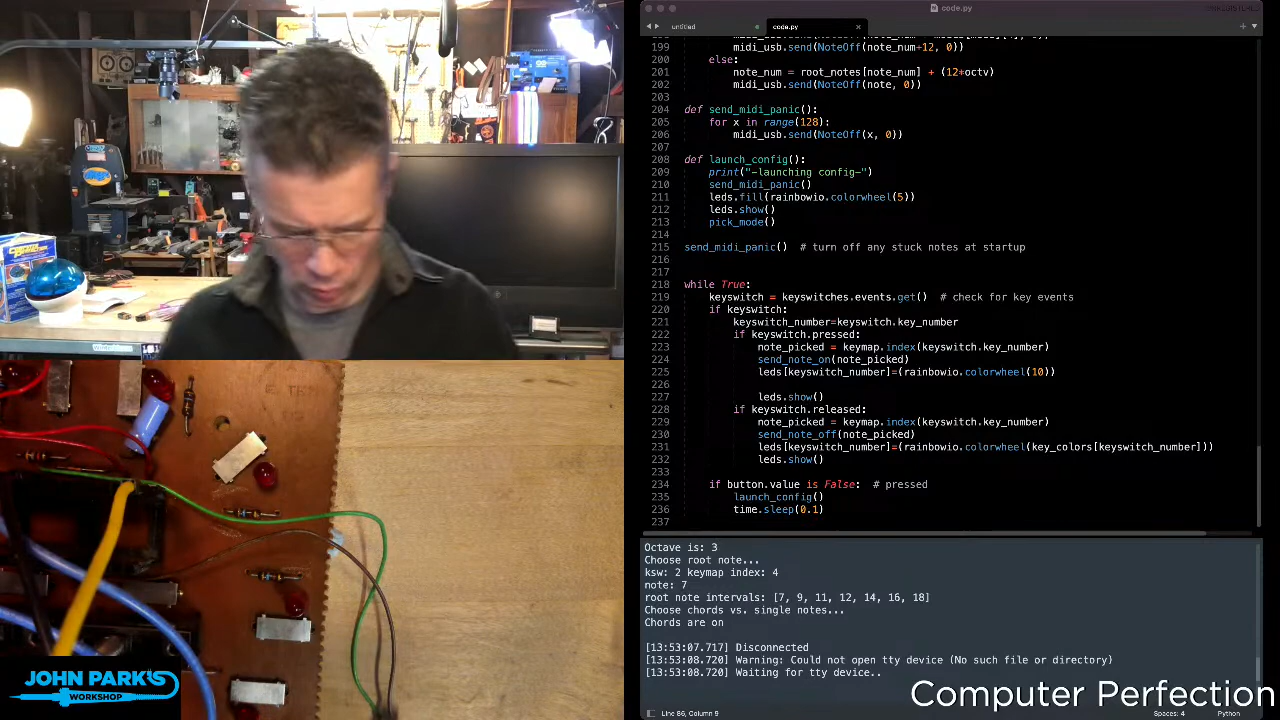 code.py
untitled
code.py
199
midi_usb.send(NoteOff(note_num+12, 0))
200 else:
201 note_num = root_notes[note_num] + (12*octv)
202 midi_usb.send(NoteOff(note, 0))
203
204 def send_midi_panic():
205 for x in range(128):
206 midi_usb.send(NoteOff(x, 0))
207
208 def launch_config():
209 print("-launching config-")
210 send_midi_panic()
211 leds.fill(rainbowio.colorwheel(5))
212 leds.show()
213 pick_mode()
214
215 send_midi_panic() # turn off any stuck notes at startup
216
217
218 while True:
219 keyswitch = keyswitches.events.get() # check for key events
220 if keyswitch:
221 keyswitch_number=keyswitch.key_number
222 if keyswitch.pressed:
223 note_picked = keymap.index(keyswitch.key_number)
224 send_note_on(note_picked)
225 leds[keyswitch_number]=(rainbowio.colorwheel(10))
226
227 leds.show()
228 if keyswitch.released:
229 note_picked = keymap.index(keyswitch.key_number)
230 send_note_off(note_picked)
231 leds[keyswitch_number]=(rainbowio.colorwheel(key_colors[keyswitch_number]))
232 leds.show()
233
234 if button.value is False: # pressed
235 launch_config()
236 time.sleep(0.1)
237
Octave is: 3
Choose root note...
ksw: 2 keymap index: 4
note: 7
root note intervals: [7, 9, 11, 12, 14, 16, 18]
Choose chords vs. single notes...
Chords are on
[13:53:07.717] Disconnected
[13:53:08.720] Warning: Could not open tty device (No such file or directory)
[13:53:08.720] Waiting for tty device..
Line 86, Column 9
Spaces: 4
Python
Computer Perfection
JOHN PARK'S
WORKSHOP